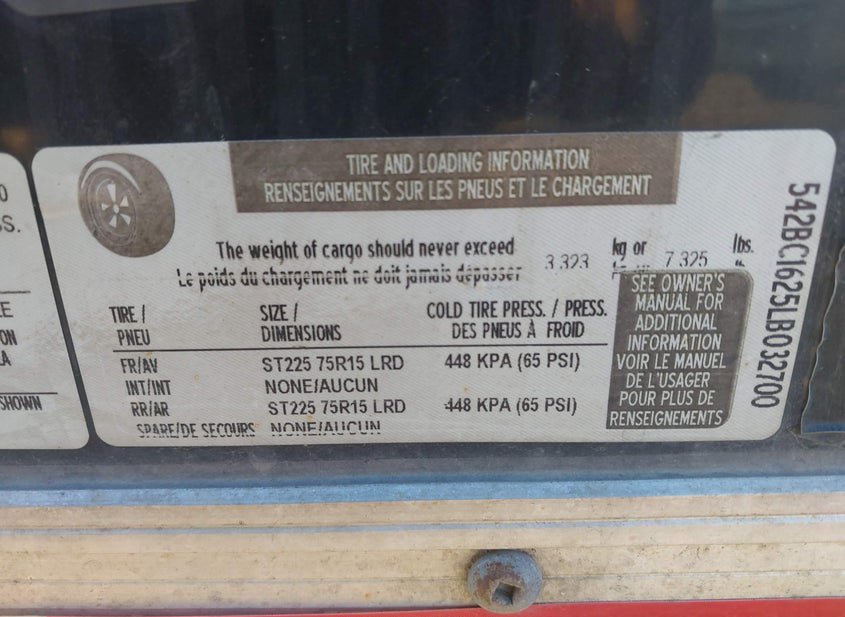 0
SS.
ON
LA
SHOWN
TIRE AND LOADING INFORMATION
RENSEIGNEMENTS SUR LES PNEUS ET LE CHARGEMENT
The weight of cargo should never exceed 3 323 kg or 7 325 lbs.
Le poids du chargement ne doit jamais dépasser
TIRE / SIZE / COLD TIRE PRESS. / PRESS.
PNEU DIMENSIONS DES PNEUS À FROID
FR/AV ST225 75R15 LRD 448 KPA (65 PSI)
INT/INT NONE/AUCUN
RR/AR ST225 75R15 LRD 448 KPA (65 PSI)
SPARE/DE SECOURS NONE/AUCUN
SEE OWNER'S
MANUAL FOR
ADDITIONAL
INFORMATION
VOIR LE MANUEL
DE L'USAGER
POUR PLUS DE
RENSEIGNEMENTS
542BC1625LB032700